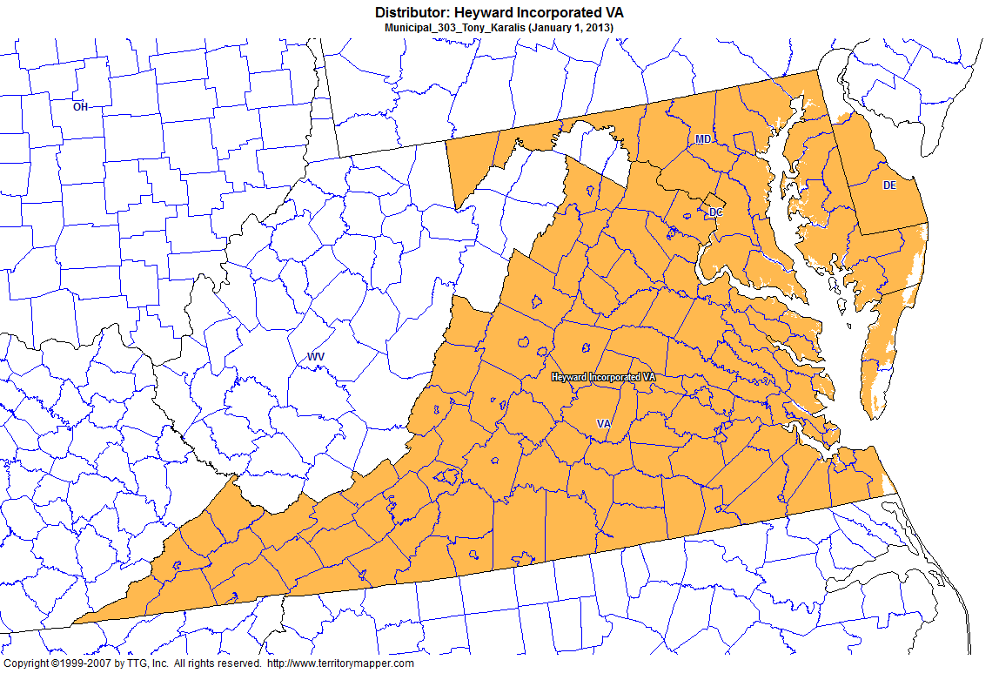 Distributor: Heyward Incorporated VA
Municipal_303_Tony_Karalis (January 1, 2013)
OH
MD
DE
DC
WV
Heyward Incorporated VA
VA
Copyright ©1999-2007 by TTG, Inc. All rights reserved. http://www.territorymapper.com